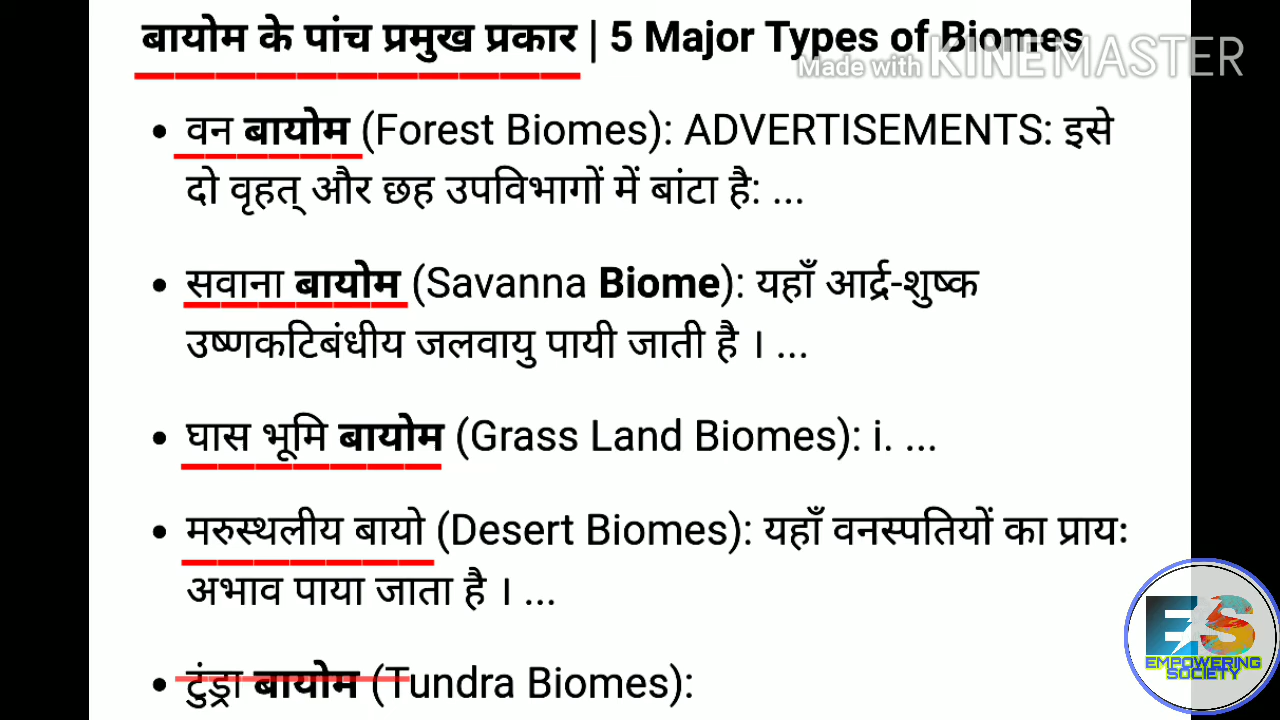 बायोम के पांच प्रमुख प्रकार | 5 Major Types of Biomes
Made with KINEMASTER
• वन बायोम (Forest Biomes): ADVERTISEMENTS: इसे
दो वृहत् और छह उपविभागों में बांटा है: ...
• सवाना बायोम (Savanna Biome): यहाँ आर्द्र-शुष्क
उष्णकटिबंधीय जलवायु पायी जाती है । ...
• घास भूमि बायोम (Grass Land Biomes): i. ...
• मरुस्थलीय बायो (Desert Biomes): यहाँ वनस्पतियों का प्रायः
अभाव पाया जाता है । ...
• टुंड्रा बायोम (Tundra Biomes):
ES
EMPOWERING
SOCIETY